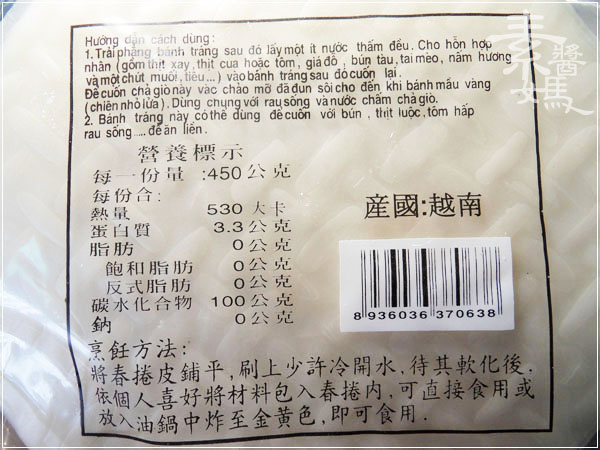 Hướng dẫn cách dùng :
1. Trải phẳng bánh tráng sau đó lấy một ít nước thấm đều. Cho hỗn hợp
nhân (gồm thịt xay, thịt cua hoặc tôm, giá đỗ , bún tàu, tai mèo, nấm hương
và một chút muối, tiêu...) vào bánh tráng sau đó cuốn lại.
Để cuốn chả giò này vào chảo mỡ đã đun sôi cho đến khi bánh mầu vàng
(chiên nhỏ lửa). Dùng chung với rau sống và nước chấm chả giò.
2. Bánh tráng này có thể dùng để cuốn với bún , thịt luộc, tôm hấp
rau sống..... để ăn liền.
營養標示
每一份量 :450公克
每份含:
熱量 530 大卡
蛋白質 3.3 公克
脂肪 0公克
飽和脂肪 0公克
反式脂肪 0公克
碳水化合物 100公克
鈉 0公克
産國:越南
8 936036 370638
烹飪方法:
將春捲皮鋪平,刷上少許冷開水,待其軟化後.
依個人喜好將材料包入春捲內,可直接食用或
放入油鍋中炸至金黃色,即可食用.
素醬媽